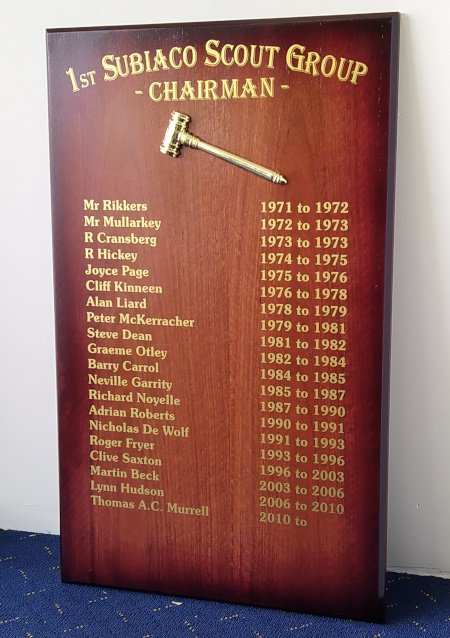 1st Subiaco Scout Group
- CHAIRMAN -
Mr Rikkers 1971 to 1972
Mr Mullarkey 1972 to 1973
R Cransberg 1973 to 1973
R Hickey 1974 to 1975
Joyce Page 1975 to 1976
Cliff Kinneen 1976 to 1978
Alan Liard 1978 to 1979
Peter McKerracher 1979 to 1981
Steve Dean 1981 to 1982
Graeme Otley 1982 to 1984
Barry Carrol 1984 to 1985
Neville Garrity 1985 to 1987
Richard Noyelle 1987 to 1990
Adrian Roberts 1990 to 1991
Nicholas De Wolf 1991 to 1993
Roger Fryer 1993 to 1996
Clive Saxton 1996 to 2003
Martin Beck 2003 to 2006
Lynn Hudson 2006 to 2010
Thomas A.C. Murrell 2010 to